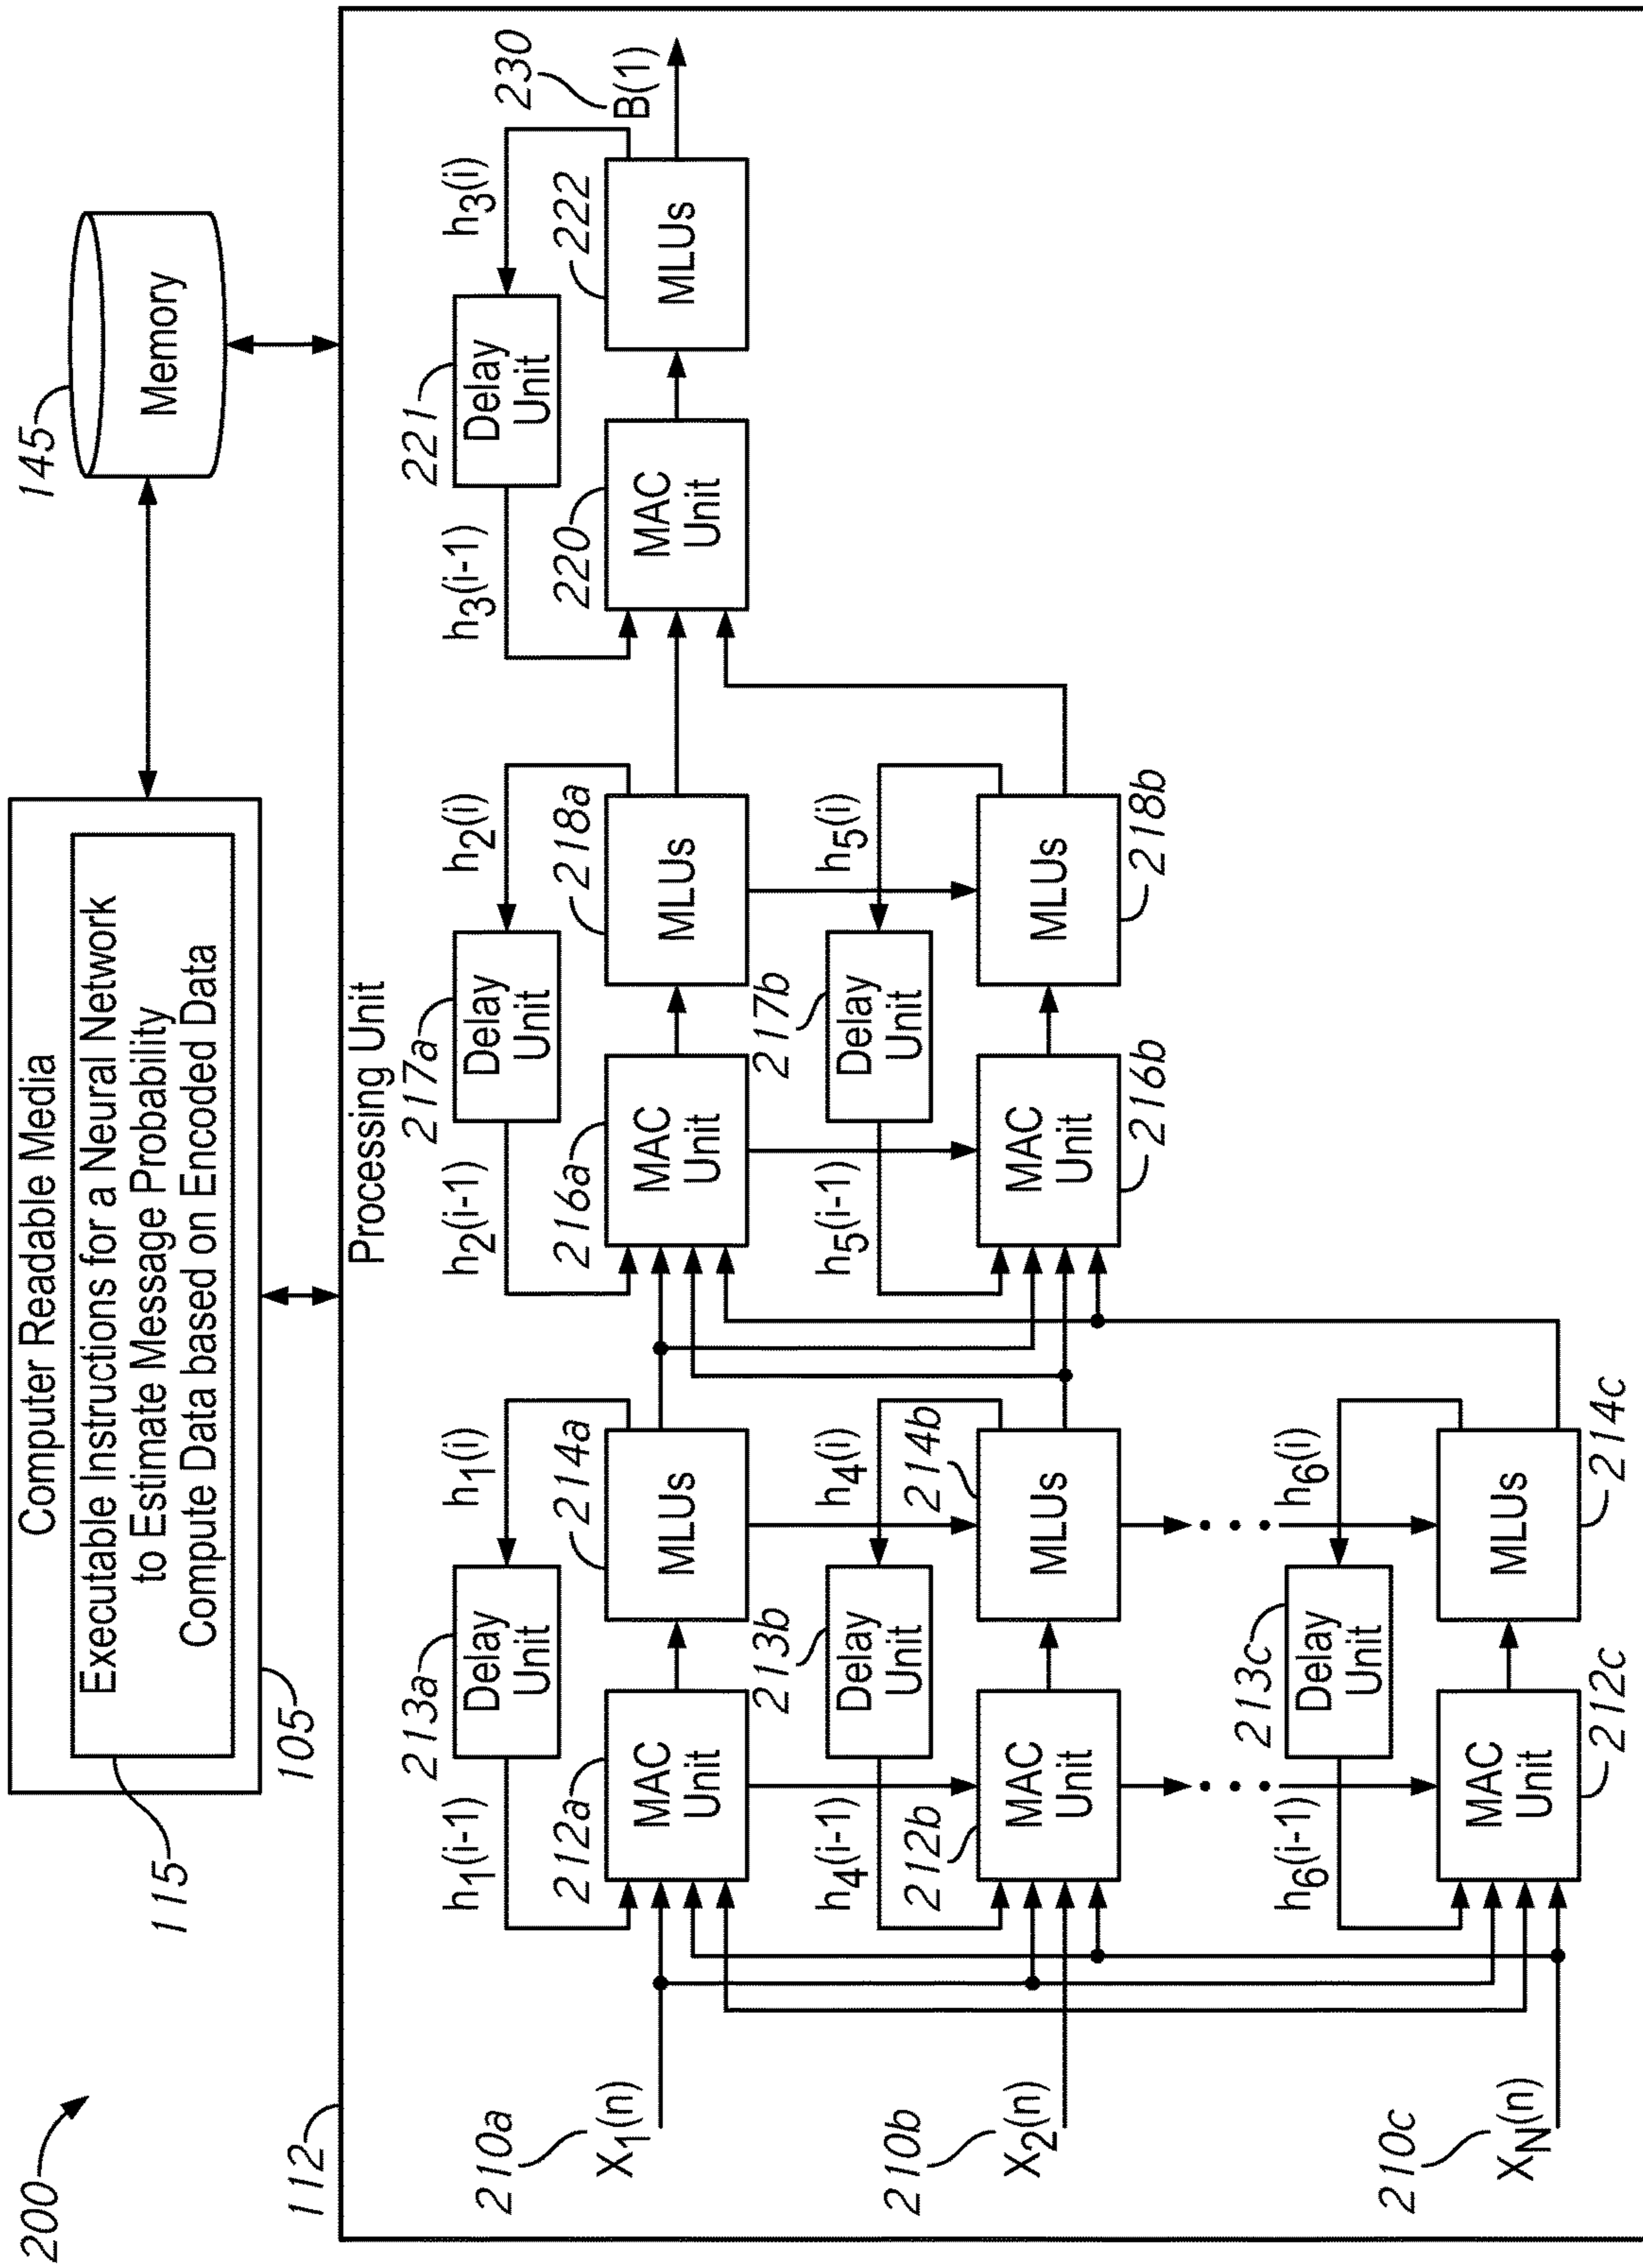 200
Computer Readable Media
Executable Instructions for a Neural Network
to Estimate Message Probability
Compute Data based on Encoded Data
115
105
145
Memory
112
Processing Unit
h1(i-1)
213a
Delay
Unit
h1(i)
h2(i-1)
217a
Delay
Unit
h2(i)
h3(i-1)
221
Delay
Unit
h3(i)
230
B(1)
210a
X1(n)
212a
MAC
Unit
214a
MLUs
216a
MAC
Unit
218a
MLUs
220
MAC
Unit
222
MLUs
h4(i-1)
213b
Delay
Unit
h4(i)
h5(i-1)
217b
Delay
Unit
h5(i)
210b
X2(n)
212b
MAC
Unit
214b
MLUs
216b
MAC
Unit
218b
MLUs
h6(i-1)
213c
Delay
Unit
h6(i)
210c
XN(n)
212c
MAC
Unit
214c
MLUs